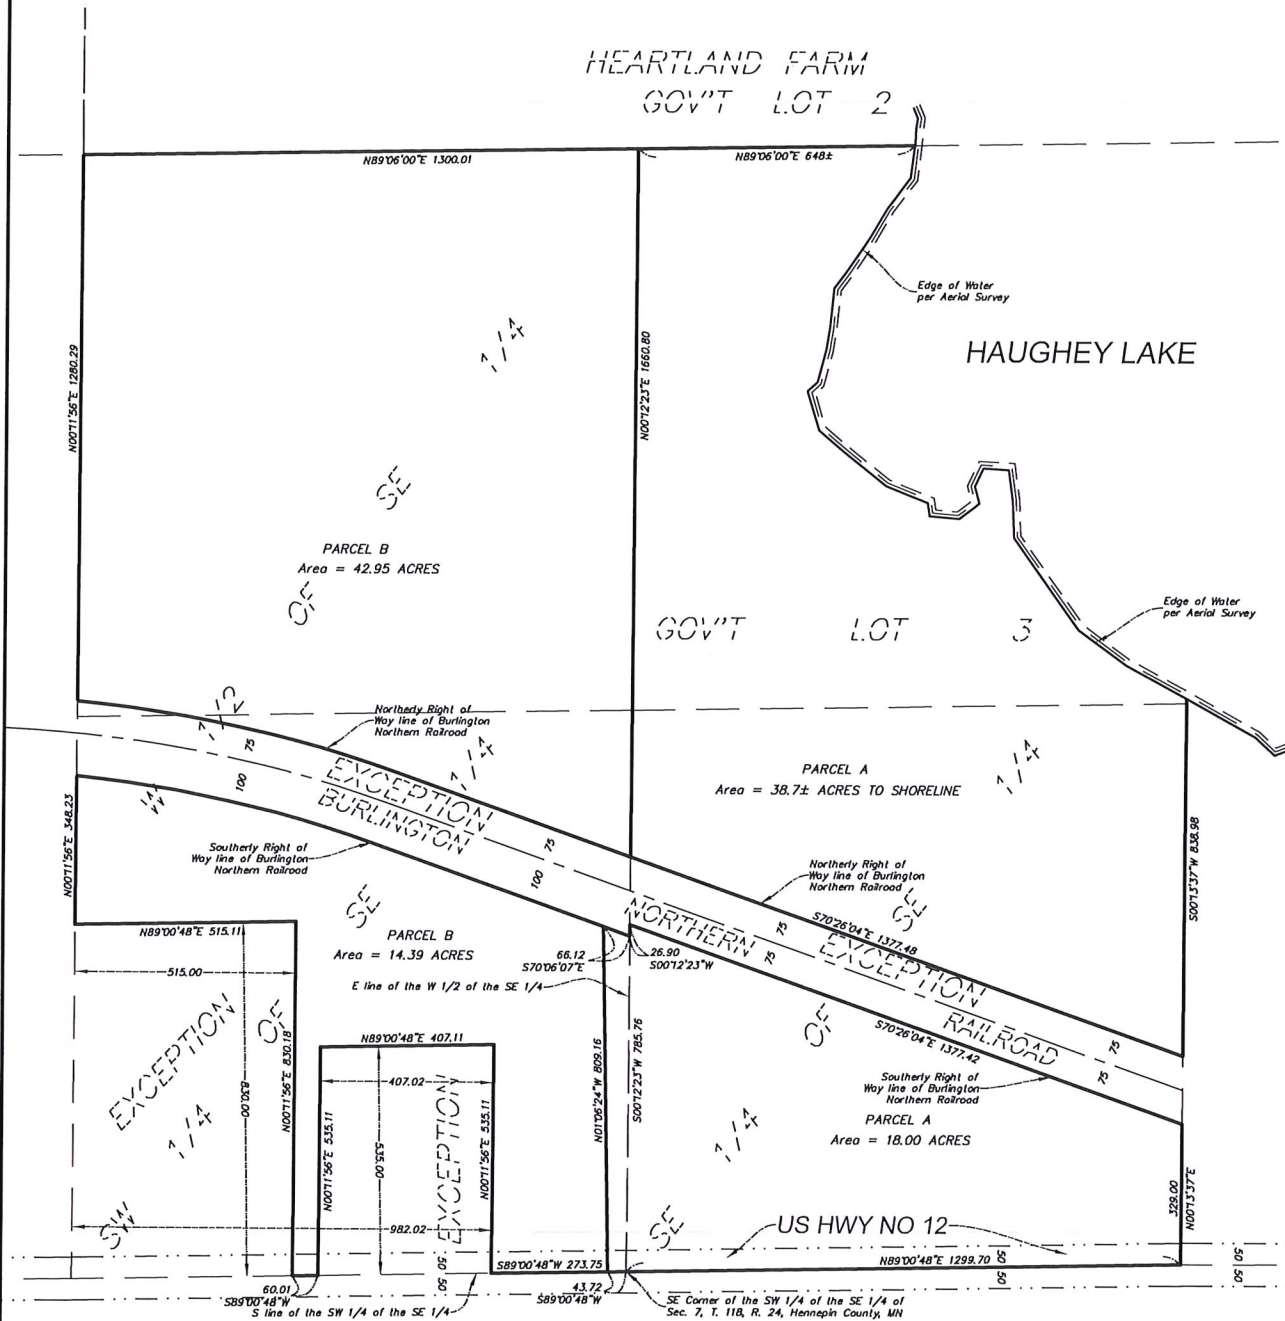 HEARTLAND FARM
GOV'T LOT 2
N89°06'00"E 1300.01
N89°06'00"E 648±
Edge of Water
per Aerial Survey
HAUGHEY LAKE
N00°11'56"E 1280.29
N00°12'23"E 1660.80
1/4
SE
OF
1/2
W
PARCEL B
Area = 42.95 ACRES
GOV'T LOT 3
Edge of Water
per Aerial Survey
Northerly Right of
Way line of Burlington
Northern Railroad
75
100
EXCEPTION
BURLINGTON
1/4
PARCEL A
Area = 38.7± ACRES TO SHORELINE
1/4
N00°11'56"E 348.23
Southerly Right of
Way line of Burlington
Northern Railroad
75
100
Northerly Right of
Way line of Burlington
Northern Railroad
S00°13'37"W 838.98
SE
SE
S70°26'04"E 1377.48
NORTHERN
75
75
EXCEPTION
RAILROAD
N89°00'48"E 515.11
515.00
PARCEL B
Area = 14.39 ACRES
66.12
S70°06'07"E
26.90
S00°12'23"W
E line of the W 1/2 of the SE 1/4
OF
OF
S70°26'04"E 1377.42
75
75
EXCEPTION
N00°11'56"E 830.18
830.00
N89°00'48"E 407.11
407.02
N01°06'24"W 809.16
S00°12'23"W 785.76
Southerly Right of
Way line of Burlington
Northern Railroad
PARCEL A
Area = 18.00 ACRES
1/4
1/4
N00°11'56"E 535.11
535.00
EXCEPTION
N00°11'56"E 535.11
329.00
N00°13'37"E
SW
982.02
SE
US HWY NO 12
S89°00'48"W 273.75
N89°00'48"E 1299.70
50
50
50
50
50
50
60.01
S89°00'48"W
43.72
S89°00'48"W
S line of the SW 1/4 of the SE 1/4
SE Corner of the SW 1/4 of the SE 1/4 of
Sec. 7, T. 118, R. 24, Hennepin County, MN